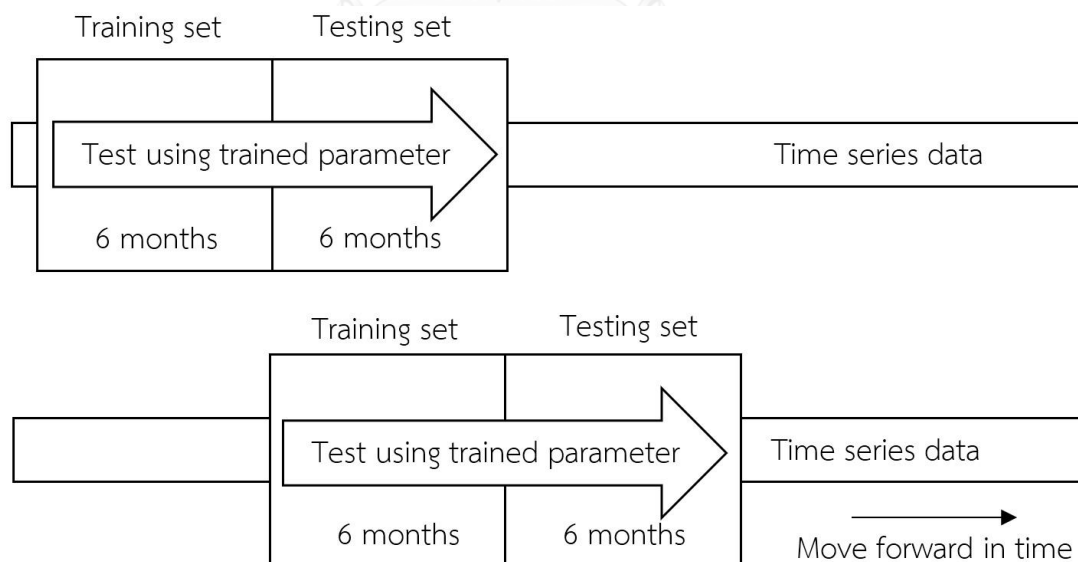 Training set Testing set
Test using trained parameter Time series data
6 months 6 months
Training set Testing set
Test using trained parameter Time series data
6 months 6 months
Move forward in time